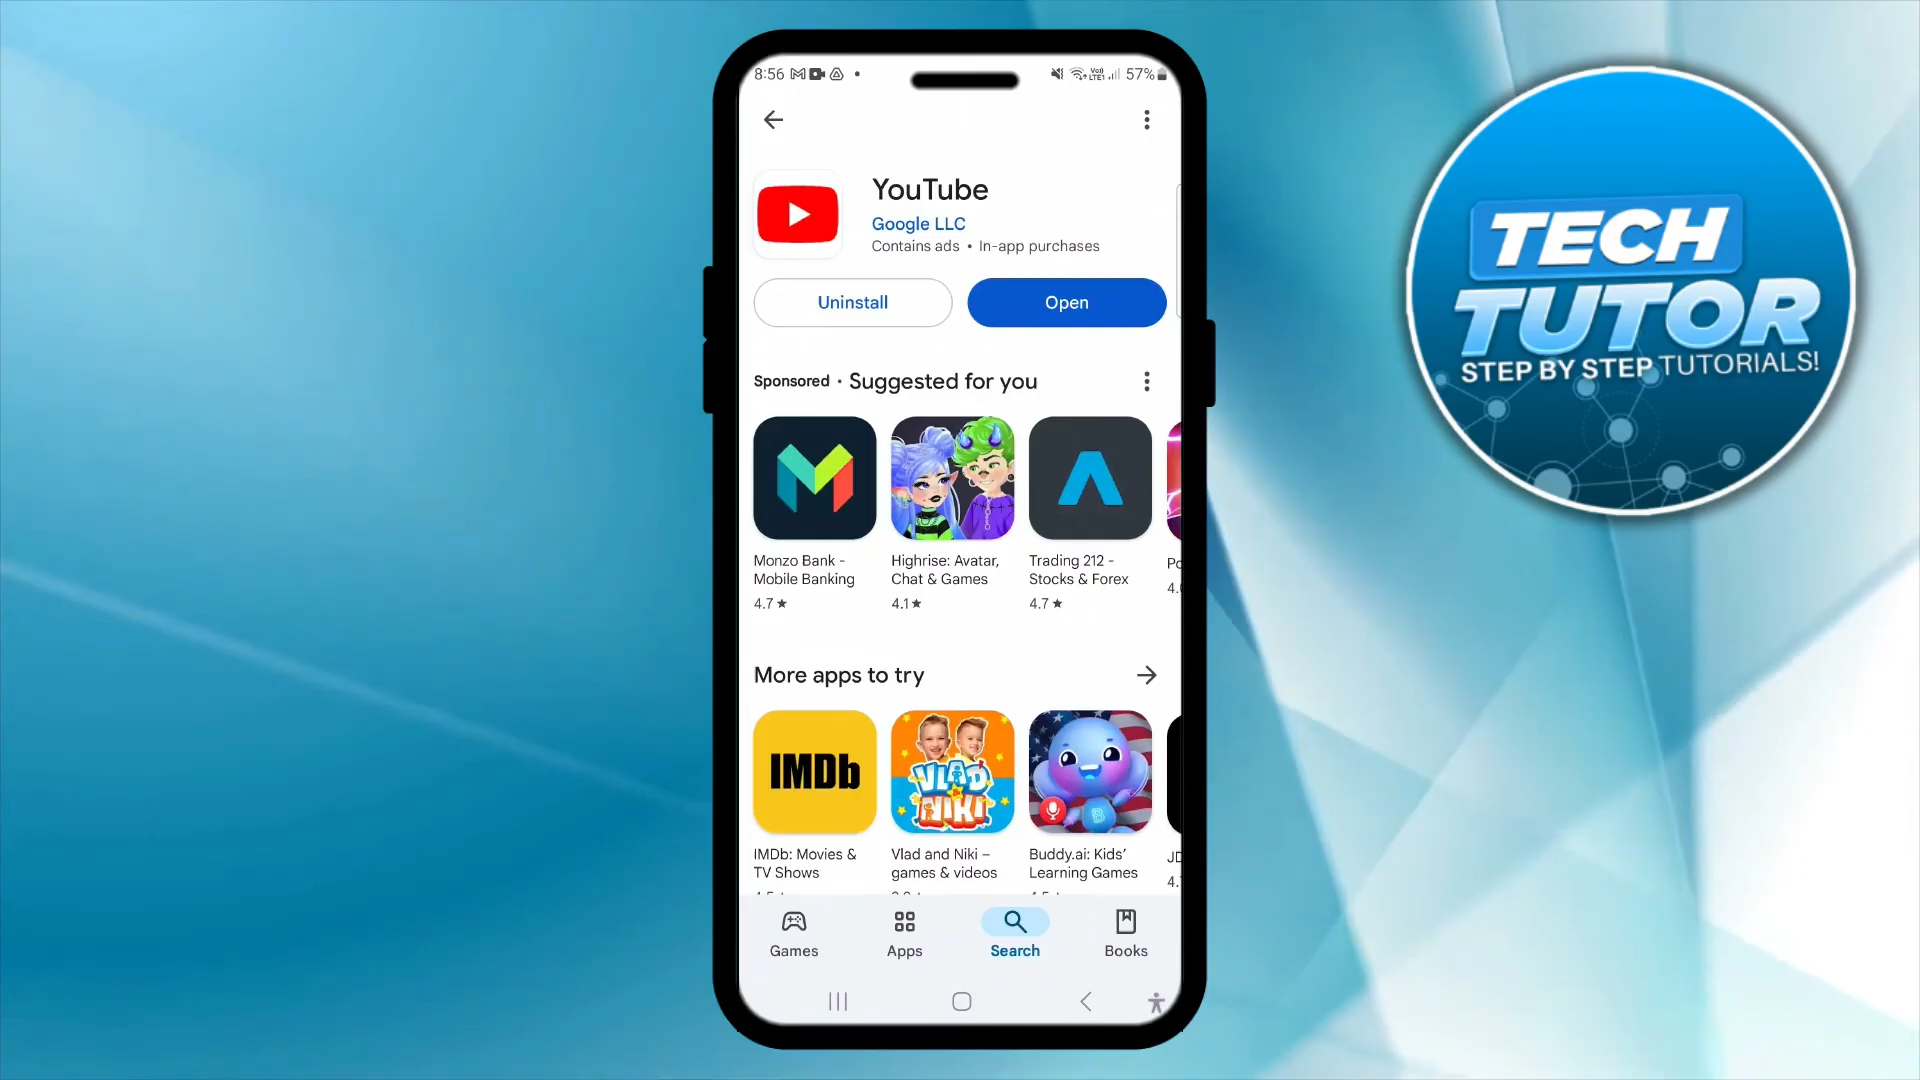 8:56
57%
YouTube
Google LLC
Contains ads • In-app purchases
Uninstall
Open
Sponsored · Suggested for you
Monzo Bank -
Mobile Banking
4.7★
Highrise: Avatar,
Chat & Games
4.1★
Trading 212 -
Stocks & Forex
4.7★
More apps to try
IMDb
VLAD
NIKI
IMDb: Movies &
TV Shows
Vlad and Niki –
games & videos
Buddy.ai: Kids’
Learning Games
Games
Apps
Search
Books
TECH
TUTOR
STEP BY STEP TUTORIALS!